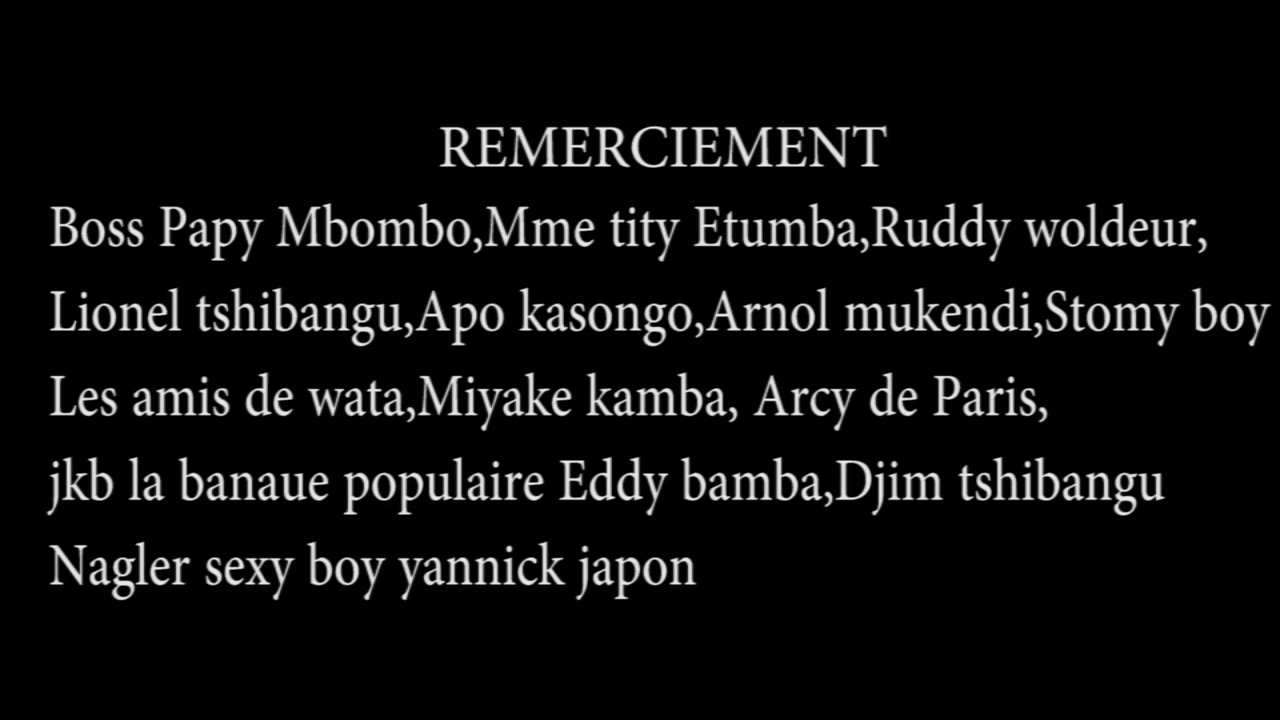 REMERCIEMENT
Boss Papy Mbombo,Mme tity Etumba,Ruddy woldeur,
Lionel tshibangu,Apo kasongo,Arnol mukendi,Stomy boy
Les amis de wata,Miyake kamba, Arcy de Paris,
jkb la banaue populaire Eddy bamba,Djim tshibangu
Nagler sexy boy yannick japon